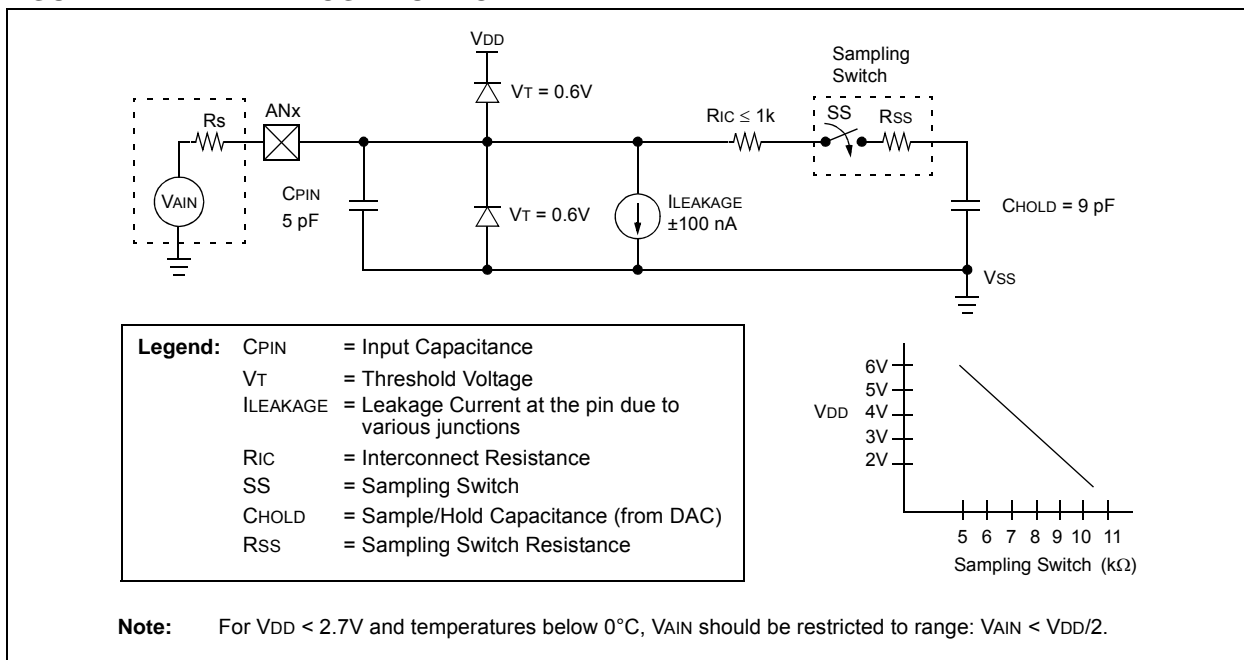 VDD
Sampling
Switch
VT = 0.6V
ANx
Rs
RIC ≤ 1k
SS
RSS
VAIN
CPIN
5 pF
VT = 0.6V
ILEAKAGE
±100 nA
CHOLD = 9 pF
VSS
Legend: CPIN = Input Capacitance
VT = Threshold Voltage
ILEAKAGE = Leakage Current at the pin due to
various junctions
RIC = Interconnect Resistance
SS = Sampling Switch
CHOLD = Sample/Hold Capacitance (from DAC)
RSS = Sampling Switch Resistance
6V
5V
VDD 4V
3V
2V
5 6 7 8 9 10 11
Sampling Switch (kΩ)
Note: For VDD < 2.7V and temperatures below 0°C, VAIN should be restricted to range: VAIN < VDD/2.